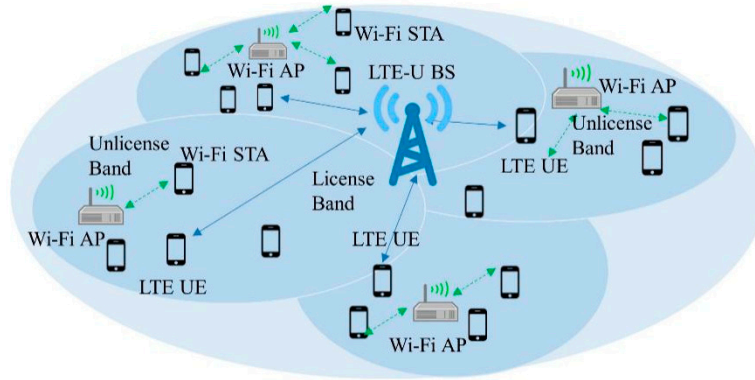 Wi-Fi STA
Wi-Fi AP
LTE-U BS
Wi-Fi AP
Unlicense
Band
LTE UE
Unlicense
Band
Wi-Fi STA
License
Band
Wi-Fi AP
LTE UE
LTE UE
Wi-Fi AP